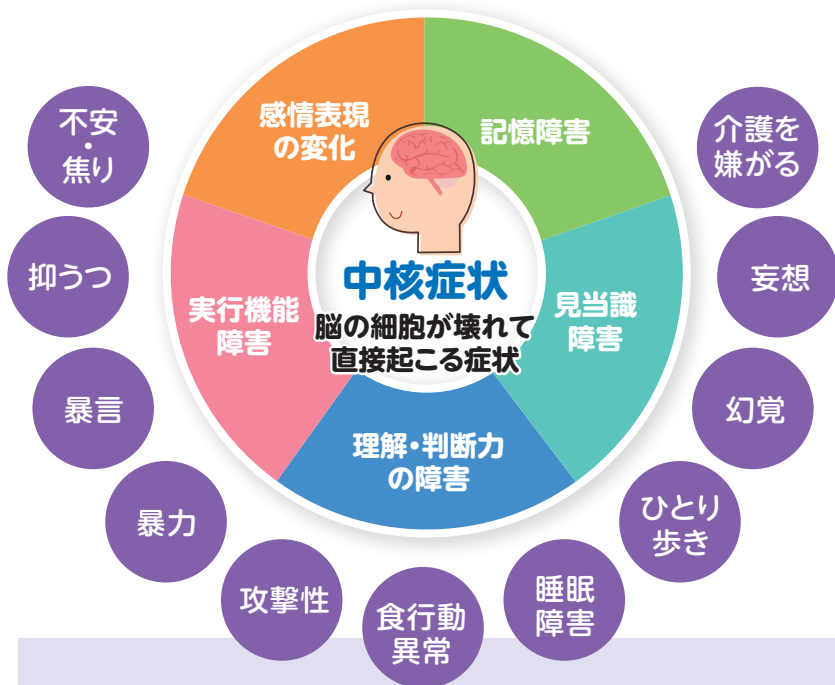 感情表現
の変化
記憶障害
見当識
障害
理解・判断力
の障害
実行機能
障害
中核症状
脳の細胞が壊れて
直接起こる症状
不安
・
焦り
抑うつ
暴言
暴力
攻撃性
食行動
異常
睡眠
障害
ひとり
歩き
幻覚
妄想
介護を
嫌がる